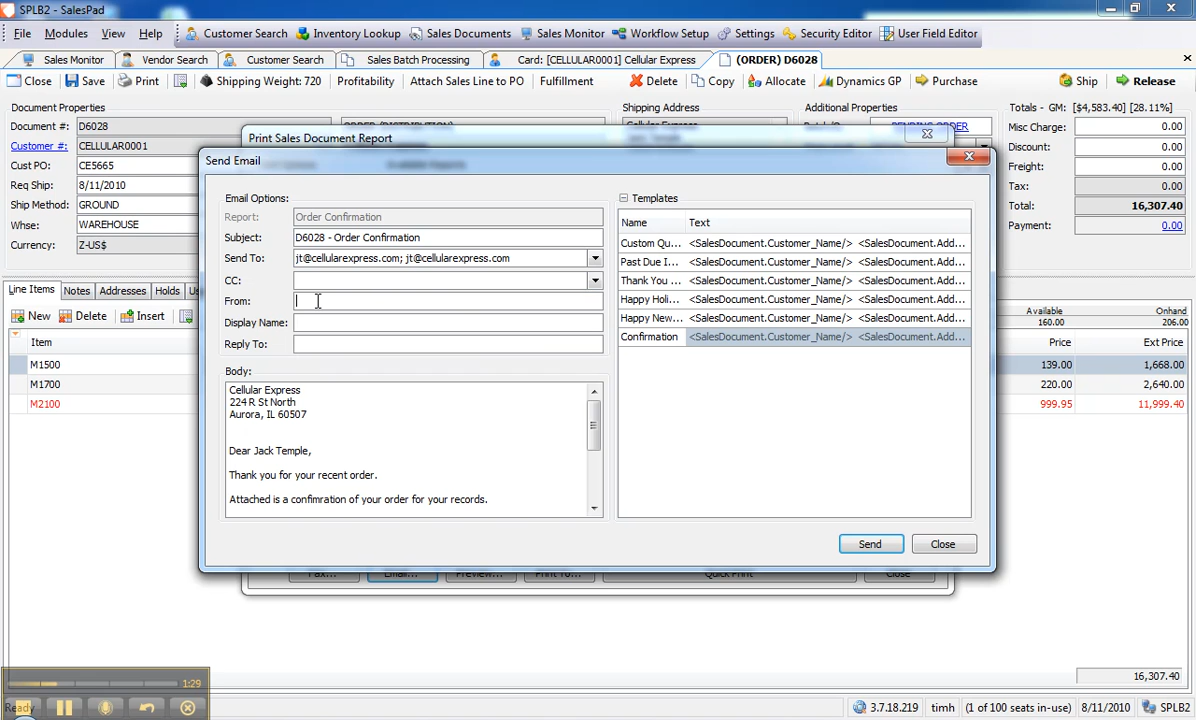 SPLB2 - SalesPad
File Modules View Help Customer Search Inventory Lookup Sales Documents Sales Monitor Workflow Setup Settings Security Editor User Field Editor
Sales Monitor Vendor Search Customer Search Sales Batch Processing Card: [CELLULAR0001] Cellular Express (ORDER) D6028
Close Save Print Shipping Weight: 720 Profitability Attach Sales Line to PO Fulfillment Delete Copy Allocate Dynamics GP Purchase Ship Release
Document Properties Shipping Address Additional Properties Totals - GM: [$4,583.40] [28.11%]
Document #: D6028 ORDER (DISTRIBUTION) Cellular Express PENDING ORDER Misc Charge: 0.00
Customer #: CELLULAR0001 Discount: 0.00
Cust PO: CE5665 Freight: 0.00
Req Ship: 8/11/2010 Tax: 0.00
Ship Method: GROUND Total: 16,307.40
Whse: WAREHOUSE Payment: 0.00
Currency: Z-US$
Print Sales Document Report
Send Email
Email Options:
Report: Order Confirmation
Subject: D6028 - Order Confirmation
Send To: jt@cellularexpress.com; jt@cellularexpress.com
CC:
From:
Display Name:
Reply To:
Body:
Cellular Express
224 R St North
Aurora, IL 60507
Dear Jack Temple,
Thank you for your recent order.
Attached is a confimration of your order for your records.
Templates
Name Text
Custom Qu... <SalesDocument.Customer_Name/> <SalesDocument.Add...
Past Due I... <SalesDocument.Customer_Name/> <SalesDocument.Add...
Thank You ... <SalesDocument.Customer_Name/> <SalesDocument.Add...
Happy Holi... <SalesDocument.Customer_Name/> <SalesDocument.Add...
Happy New... <SalesDocument.Customer_Name/> <SalesDocument.Add...
Confirmation <SalesDocument.Customer_Name/> <SalesDocument.Add...
Send Close
Fax... Email... Preview... Print To... Quick Print Close
Line Items Notes Addresses Holds
New Delete Insert
Available Onhand
160.00 206.00
Item Price Ext Price
M1500 139.00 1,668.00
M1700 220.00 2,640.00
M2100 999.95 11,999.40
16,307.40
1:29
Ready 3.7.18.219 timh (1 of 100 seats in-use) 8/11/2010 SPLB2